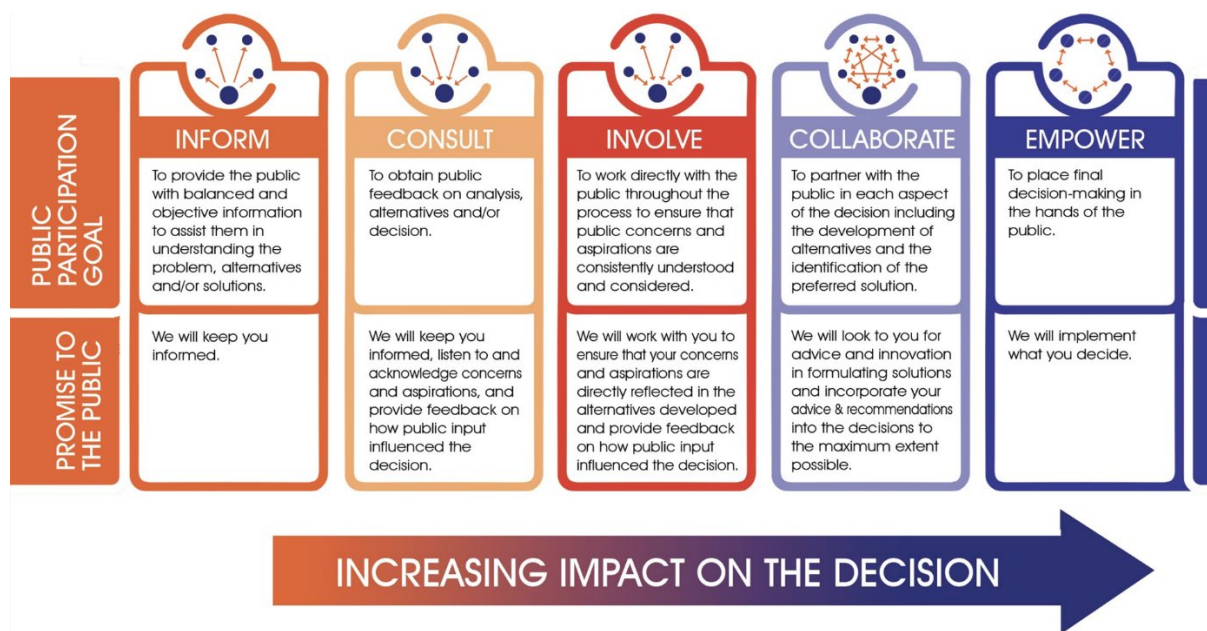 INFORM
CONSULT
INVOLVE
COLLABORATE
EMPOWER
PUBLIC
PARTICIPATION
GOAL
To provide the public
with balanced and
objective information
to assist them in
understanding the
problem, alternatives
and/or solutions.
To obtain public
feedback on analysis,
alternatives and/or
decision.
To work directly with the
public throughout the
process to ensure that
public concerns and
aspirations are
consistently understood
and considered.
To partner with the
public in each aspect
of the decision including
the development of
alternatives and the
identification of the
preferred solution.
To place final
decision-making in
the hands of the
public.
PROMISE TO
THE PUBLIC
We will keep you
informed.
We will keep you
informed, listen to and
acknowledge concerns
and aspirations, and
provide feedback on
how public input
influenced the
decision.
We will work with you to
ensure that your concerns
and aspirations are
directly reflected in the
alternatives developed
and provide feedback
on how public input
influenced the decision.
We will look to you for
advice and innovation
in formulating solutions
and incorporate your
advice & recommendations
into the decisions to
the maximum extent
possible.
We will implement
what you decide.
INCREASING IMPACT ON THE DECISION